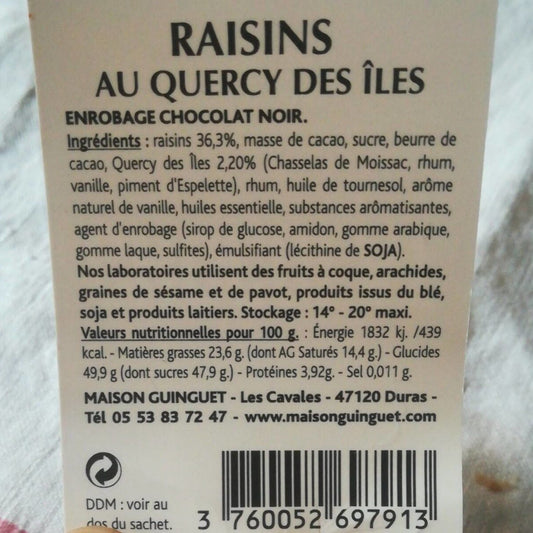 RAISINS
AU QUERCY DES ÎLES
ENROBAGE CHOCOLAT NOIR.
Ingrédients : raisins 36,3%, masse de cacao, sucre, beurre de
cacao, Quercy des Îles 2,20% (Chasselas de Moissac, rhum,
vanille, piment d'Espelette), rhum, huile de tournesol, arôme
naturel de vanille, huiles essentielle, substances arômatisantes,
agent d'enrobage (sirop de glucose, amidon, gomme arabique,
gomme laque, sulfites), émulsifiant (lécithine de SOJA).
Nos laboratoires utilisent des fruits à coque, arachides,
graines de sésame et de pavot, produits issus du blé,
soja et produits laitiers. Stockage : 14° - 20° maxi.
Valeurs nutritionnelles pour 100 g. : Énergie 1832 kj. /439
kcal. - Matières grasses 23,6 g. (dont AG Saturés 14,4 g.) - Glucides
49,9 g (dont sucres 47,9 g.) - Protéines 3,92g. - Sel 0,011 g.
MAISON GUINGUET - Les Cavales - 47120 Duras -
Tél 05 53 83 72 47 - www.maisonguinguet.com
DDM : voir au
dos du sachet.
3 760052 697913